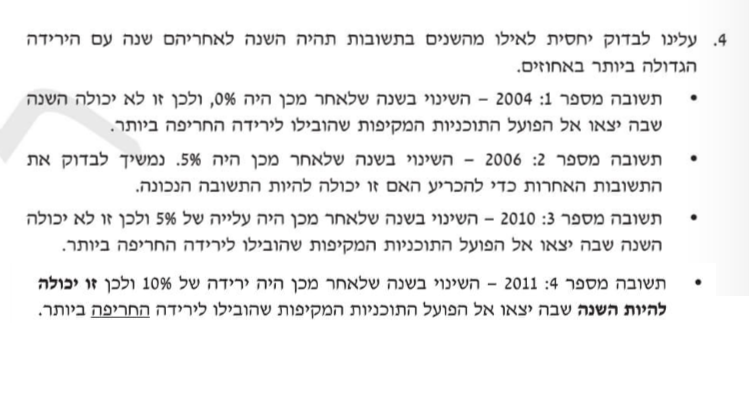 4. עלינו לבדוק יחסית לאילו מהשנים בתשובות תהיה השנה לאחריהם שנה עם הירידה
הגדולה ביותר באחוזים.
• תשובה מספר 1: 2004 – השינוי בשנה שלאחר מכן היה 0%, ולכן זו לא יכולה השנה
שבה יצאו אל הפועל התוכניות המקיפות שהובילו לירידה החריפה ביותר.
• תשובה מספר 2: 2006 – השינוי בשנה שלאחר מכן היה 5%. נמשיך לבדוק את
התשובות האחרות כדי להכריע האם זו יכולה להיות התשובה הנכונה.
• תשובה מספר 3: 2010 – השינוי בשנה שלאחר מכן היה עלייה של 5% ולכן זו לא יכולה
השנה שבה יצאו אל הפועל התוכניות המקיפות שהובילו לירידה החריפה ביותר.
• תשובה מספר 4: 2011 – השינוי בשנה שלאחר מכן היה ירידה של 10% ולכן זו יכולה
להיות השנה שבה יצאו אל הפועל התוכניות המקיפות שהובילו לירידה החריפה ביותר.